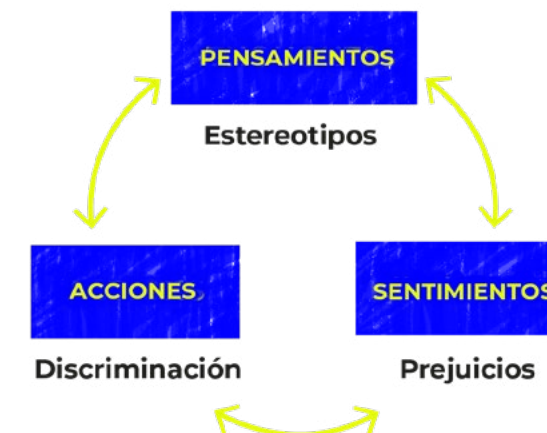 PENSAMIENTOS
Estereotipos
ACCIONES
SENTIMIENTOS
Discriminación
Prejuicios